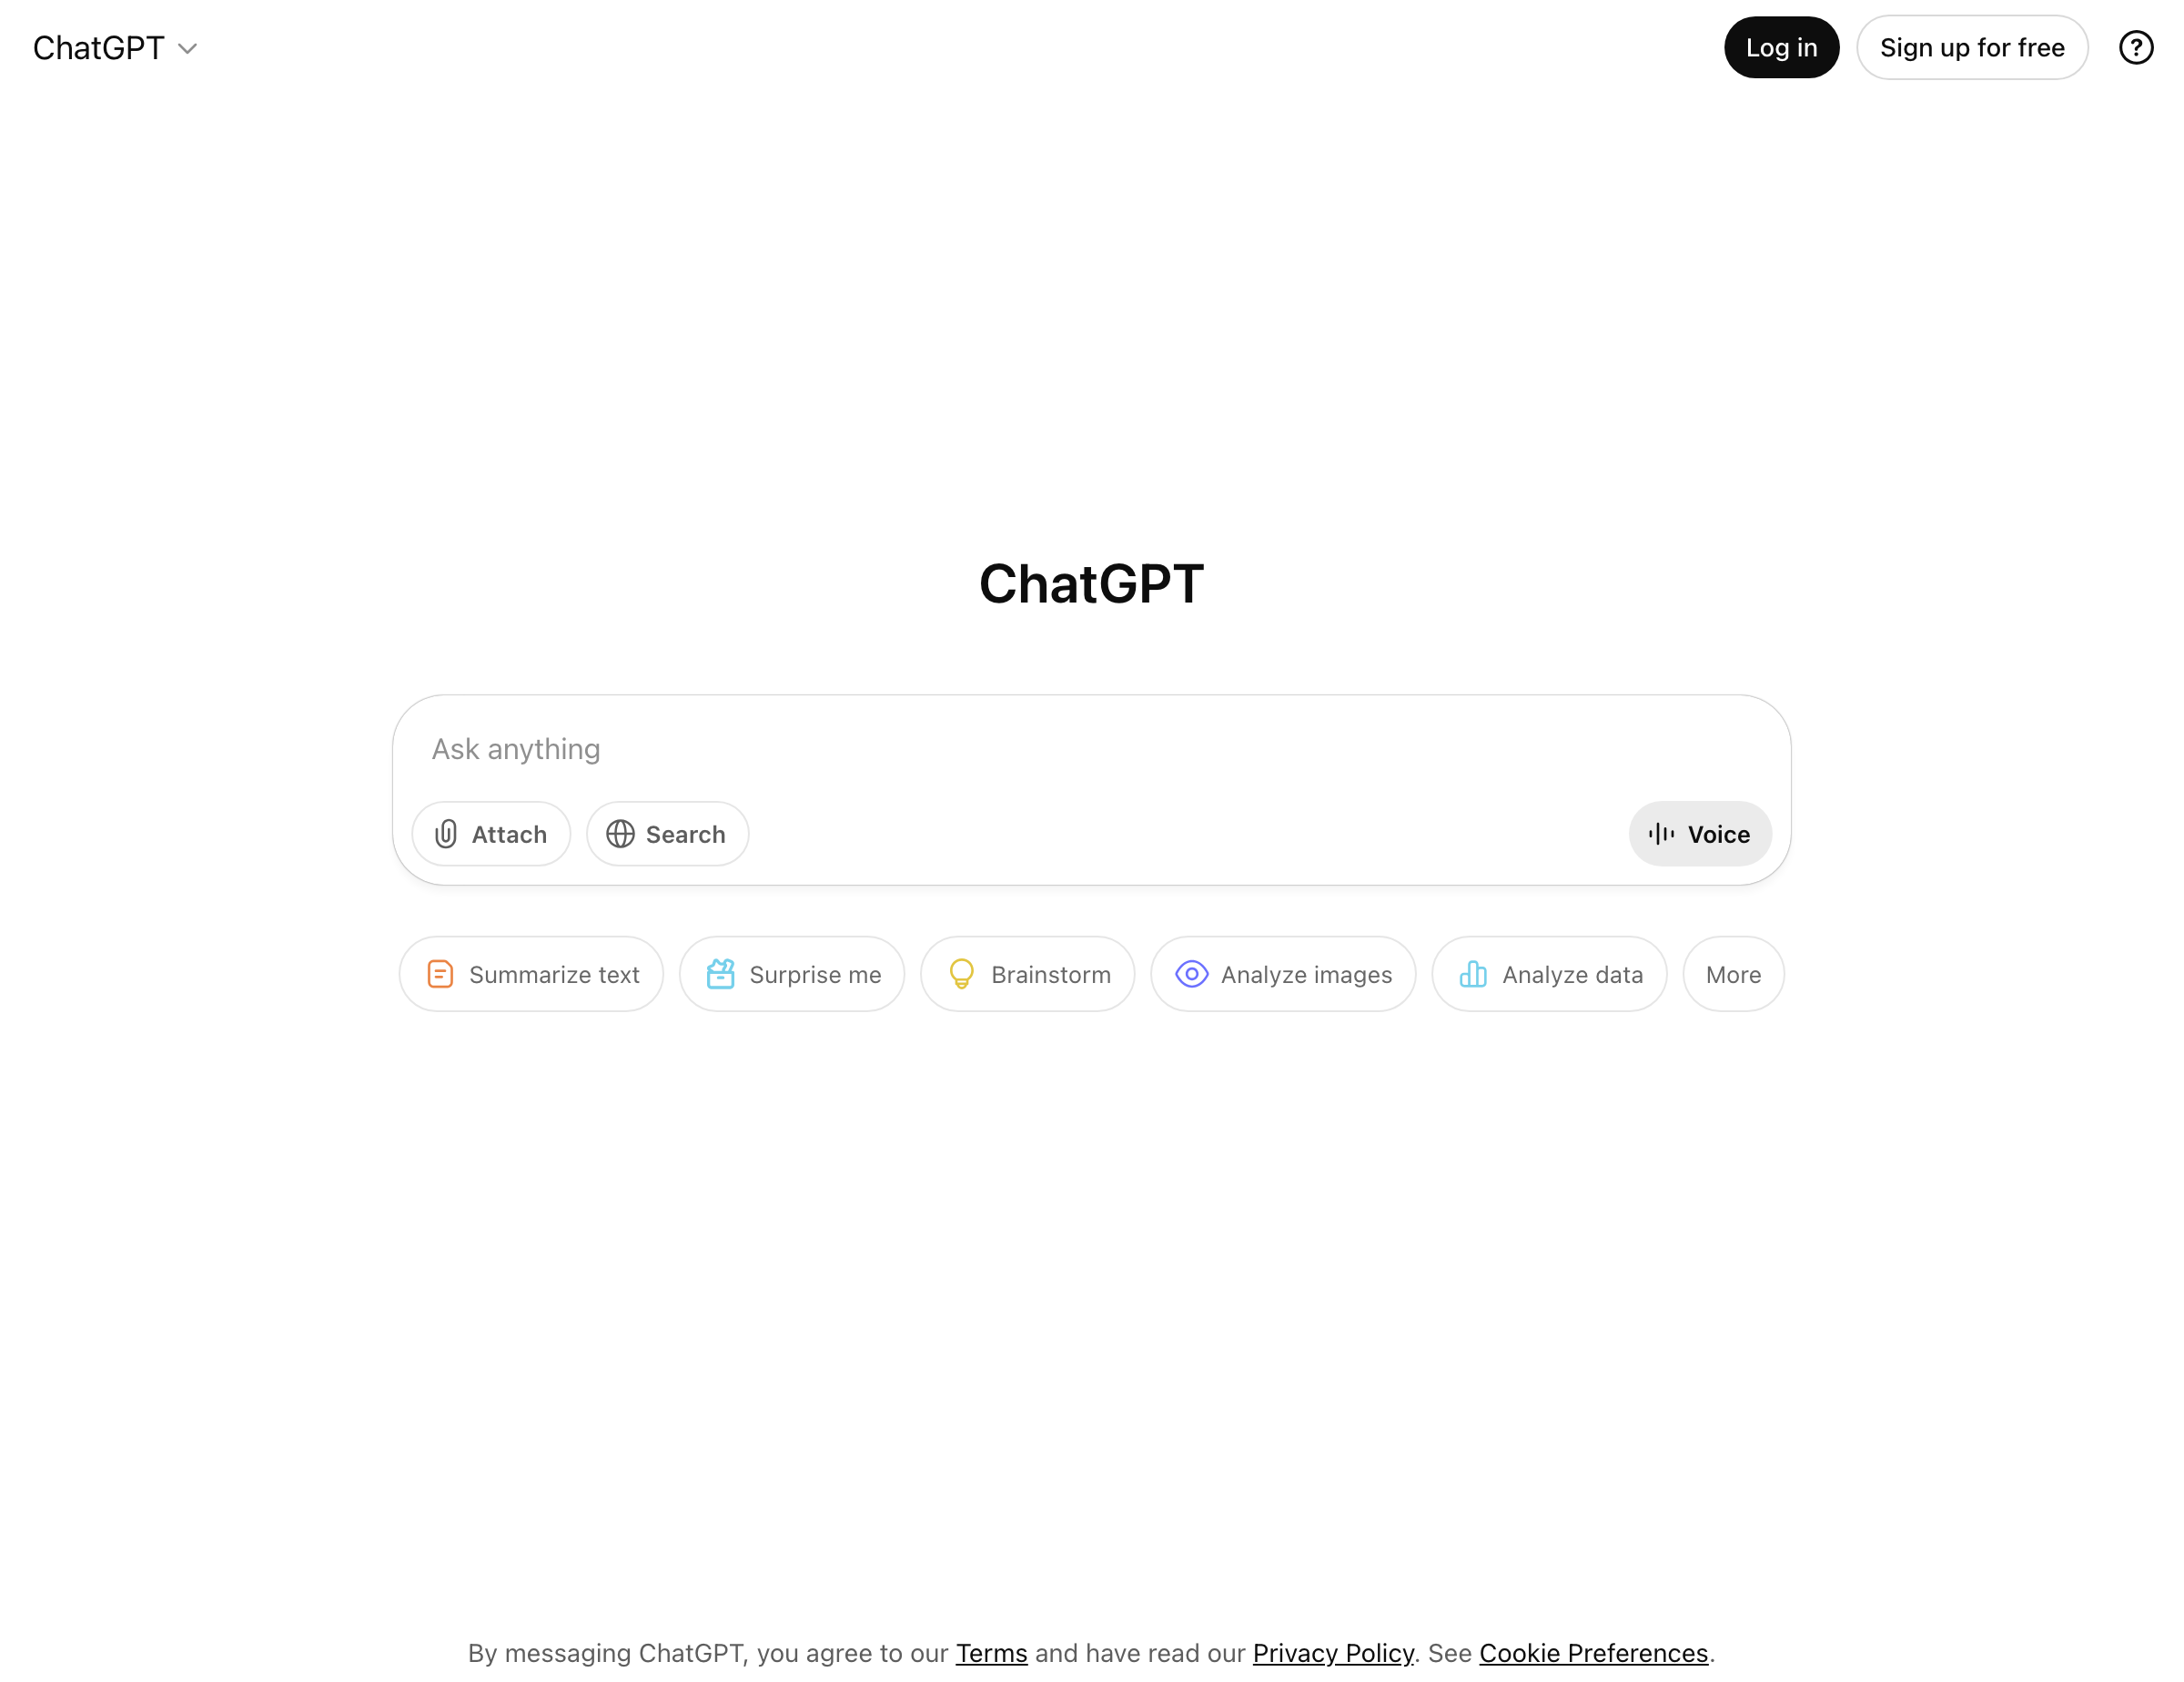 ChatGPT
Log in
Sign up for free
?
ChatGPT
Ask anything
Attach
Search
Voice
Summarize text
Surprise me
Brainstorm
Analyze images
Analyze data
More
By messaging ChatGPT, you agree to our Terms and have read our Privacy Policy. See Cookie Preferences.